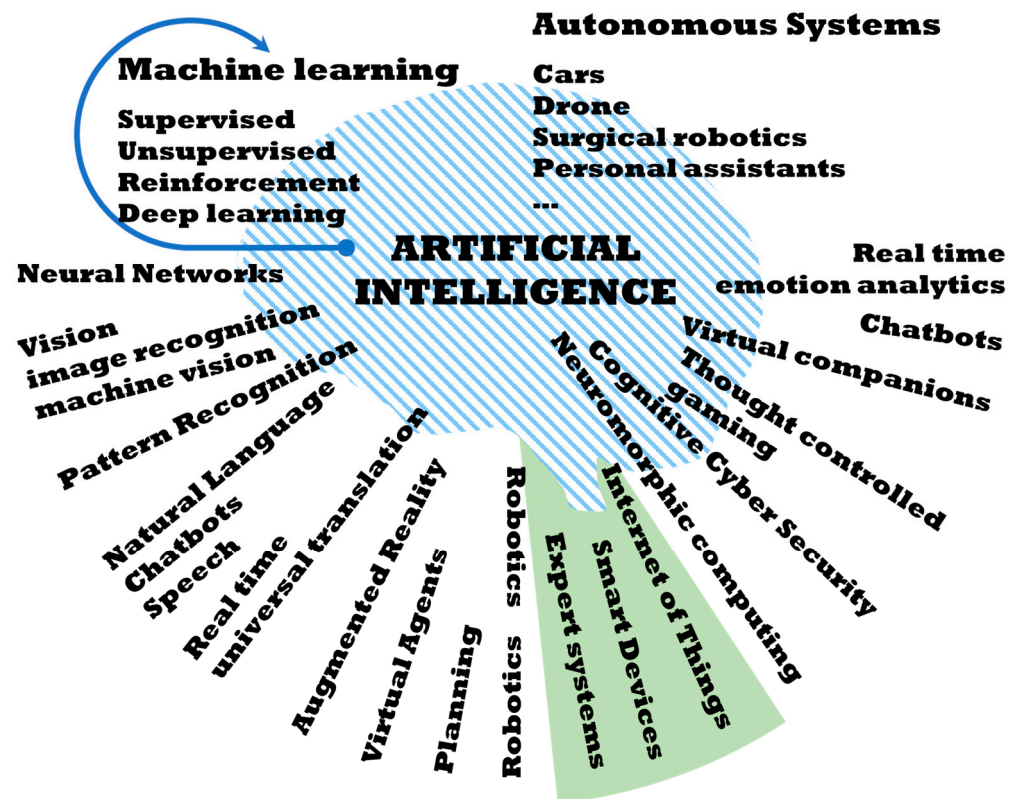 Autonomous Systems
Cars
Drone
Surgical robotics
Personal assistants
...
Machine learning
Supervised
Unsupervised
Reinforcement
Deep learning
ARTIFICIAL
INTELLIGENCE
Neural Networks
Vision
image recognition
machine vision
Pattern Recognition
Natural Language
Chatbots
Speech
Real time
universal translation
Augmented Reality
Virtual Agents
Planning
Robotics
Robotics
Expert systems
Smart Devices
Internet of Things
Neuromorphic computing
Cognitive Cyber Security
Thought controlled
gaming
Virtual companions
Chatbots
Real time
emotion analytics